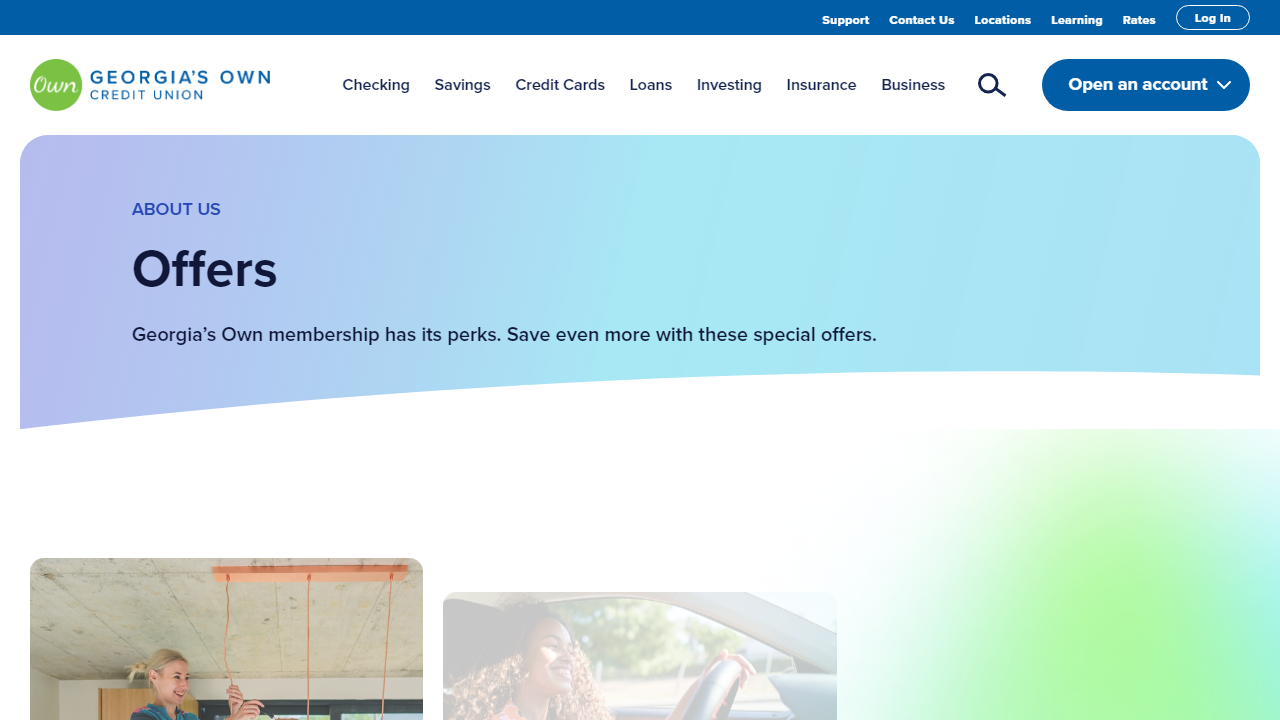 Support Contact Us Locations Learning Rates Log In
Own GEORGIA'S OWN
CREDIT UNION
Checking Savings Credit Cards Loans Investing Insurance Business Open an account
ABOUT US
Offers
Georgia’s Own membership has its perks. Save even more with these special offers.